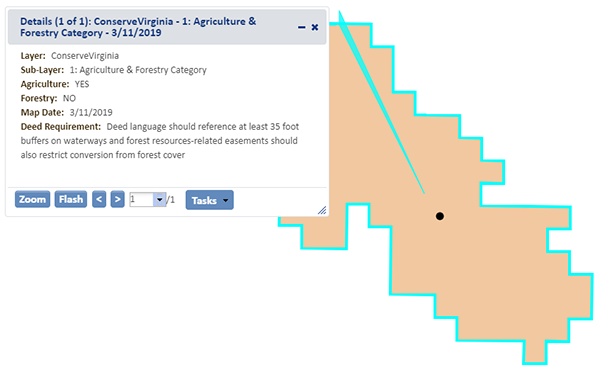 Details (1 of 1): ConserveVirginia - 1: Agriculture &
Forestry Category - 3/11/2019
Layer: ConserveVirginia
Sub-Layer: 1: Agriculture & Forestry Category
Agriculture: YES
Forestry: NO
Map Date: 3/11/2019
Deed Requirement: Deed language should reference at least 35 foot
buffers on waterways and forest resources-related easements should
also restrict conversion from forest cover
Zoom Flash < > 1 /1 Tasks